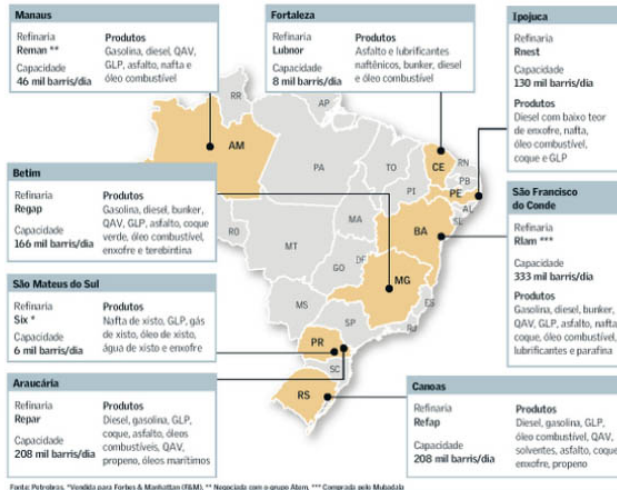 Manaus
Refinaria
Reman **
Capacidade
46 mil barris/dia
Produtos
Gasolina, diesel, QAV,
GLP, asfalto, nafta e
óleo combustível
Fortaleza
Refinaria
Lubnor
Capacidade
8 mil barris/dia
Produtos
Asfalto e lubrificantes
naftênicos, bunker, diesel
e óleo combustível
Ipojuca
Refinaria
Rnest
Capacidade
130 mil barris/dia
Produtos
Diesel com baixo teor
de enxofre, nafta,
óleo combustível,
coque e GLP
Betim
Refinaria
Regap
Capacidade
166 mil barris/dia
Produtos
Gasolina, diesel, bunker,
QAV, GLP, asfalto, coque
verde, óleo combustível,
enxofre e terebintina
São Francisco
do Conde
Refinaria
Rlam ***
Capacidade
333 mil barris/dia
Produtos
Gasolina, diesel, bunker,
QAV, GLP, asfalto, nafta,
coque, óleo combustível,
lubrificantes e parafina
São Mateus do Sul
Refinaria
Six *
Capacidade
6 mil barris/dia
Produtos
Nafta de xisto, GLP, gás
de xisto, óleo de xisto,
água de xisto e enxofre
Araucária
Refinaria
Repar
Capacidade
208 mil barris/dia
Produtos
Diesel, gasolina, GLP,
coque, asfalto, óleos
combustíveis, QAV,
propeno, óleos marítimos
Canoas
Refinaria
Refap
Capacidade
208 mil barris/dia
Produtos
Diesel, gasolina, GLP,
óleo combustível, QAV,
solventes, asfalto, coque,
enxofre, propeno
RR
AP
AM
PA
TO
CE
RN
PB
PI
PE
AL
MA
BA
RO
MT
GO
DF
MG
ES
MS
SP
RJ
PR
SC
RS
Fonte: Petrobras. *Vendida para Forbes & Manhattan (F&M). ** Negociada com o grupo Atem. *** Comprada pelo Mubadala